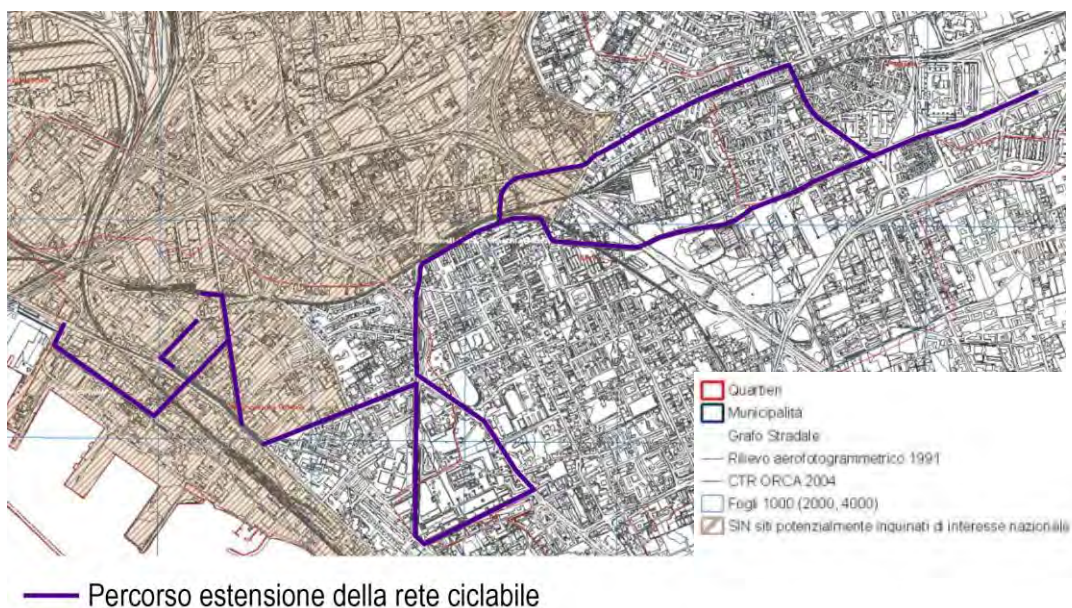 Quartieri
Municipalità
Grafo Stradale
Rilievo aerofotogrammetrico 1991
CTR ORCA 2004
Fogli 1000 (2000, 4000)
SIN siti potenzialmente inquinati di interesse nazionale
Percorso estensione della rete ciclabile